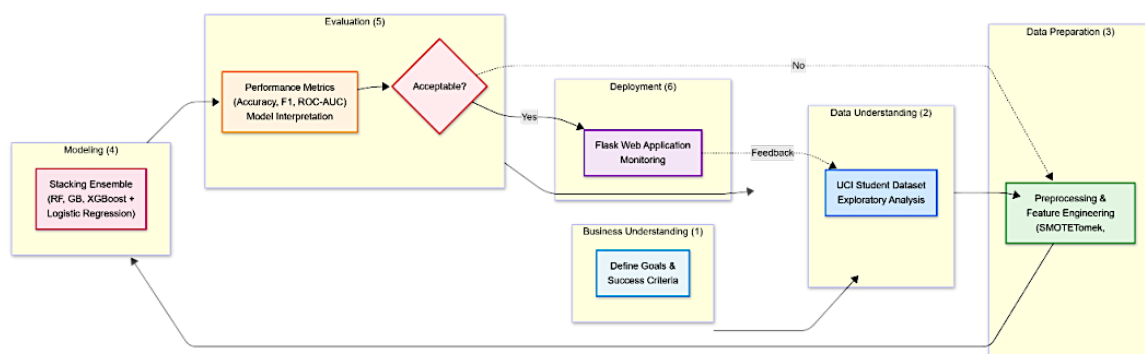 Evaluation (5)
Performance Metrics
(Accuracy, F1, ROC-AUC)
Model Interpretation
Acceptable?
No
Yes
Deployment (6)
Flask Web Application
Monitoring
Feedback
Data Understanding (2)
UCI Student Dataset
Exploratory Analysis
Data Preparation (3)
Preprocessing &
Feature Engineering
(SMOTETomek,
Modeling (4)
Stacking Ensemble
(RF, GB, XGBoost +
Logistic Regression)
Business Understanding (1)
Define Goals &
Success Criteria